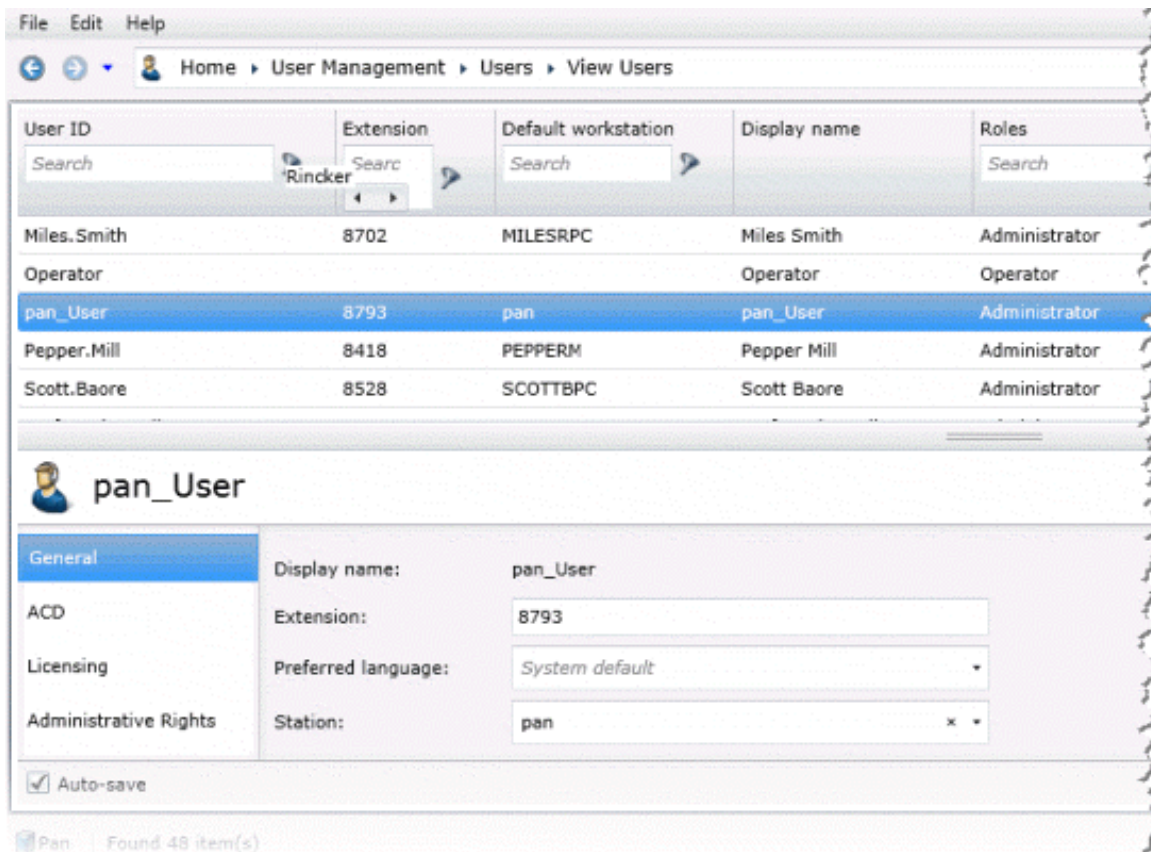 File Edit Help
Home User Management Users View Users
User ID Extension Default workstation Display name Roles
Search Searc Search Search
Rincker
Miles.Smith 8702 MILESRPC Miles Smith Administrator
Operator Operator Operator
pan_User 8793 pan pan_User Administrator
Pepper.Mill 8418 PEPPERM Pepper Mill Administrator
Scott.Baore 8528 SCOTTBPC Scott Baore Administrator
pan_User
General
Display name: pan_User
ACD
Extension: 8793
Licensing
Preferred language: System default
Administrative Rights
Station: pan
Auto-save
Pan Found 48 item(s)